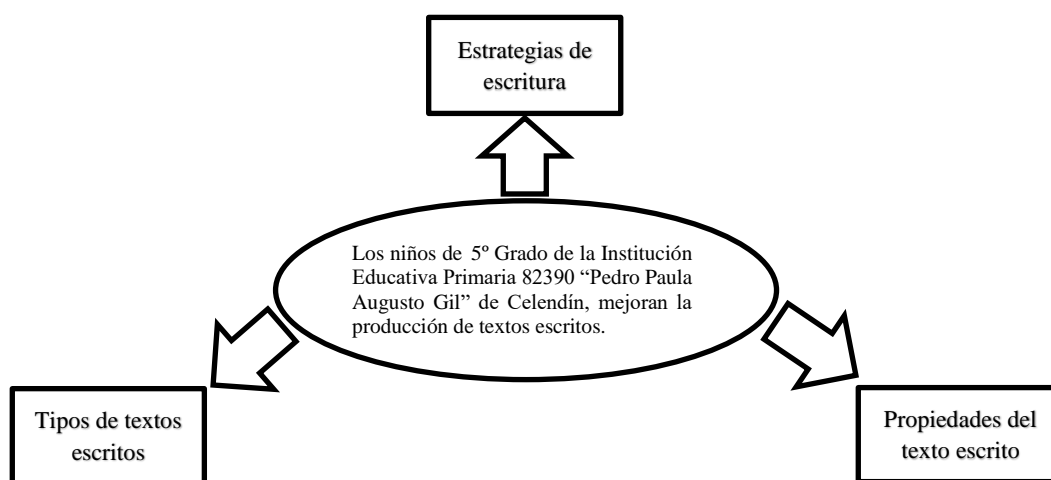 Estrategias de
escritura
Los niños de 5º Grado de la Institución
Educativa Primaria 82390 “Pedro Paula
Augusto Gil” de Celendín, mejoran la
producción de textos escritos.
Tipos de textos
escritos
Propiedades del
texto escrito